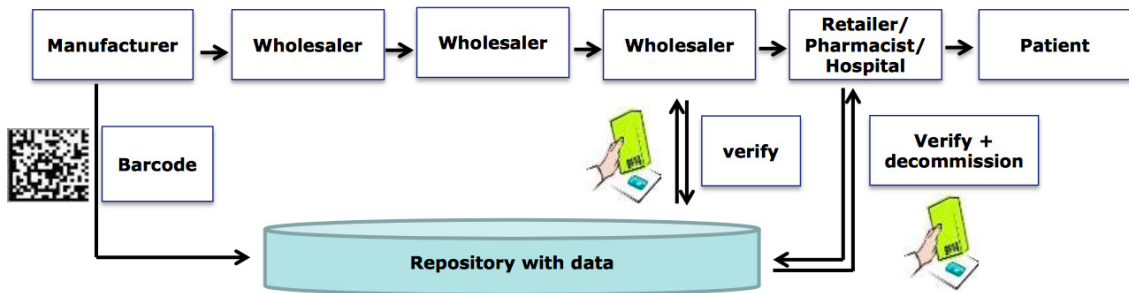 Manufacturer
Wholesaler
Wholesaler
Wholesaler
Retailer/
Pharmacist/
Hospital
Patient
Barcode
verify
Verify +
decommission
Repository with data